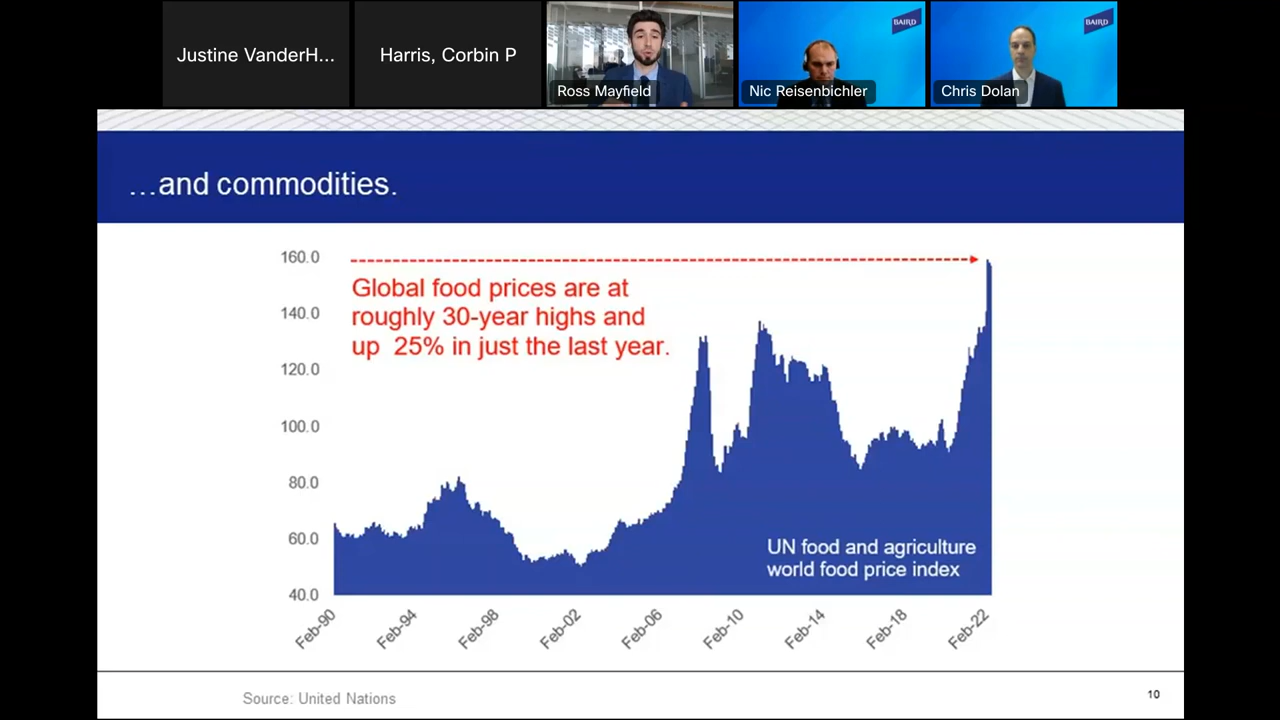 Justine VanderH...
Harris, Corbin P
BAIRD
BAIRD
Ross Mayfield
Nic Reisenbichler
Chris Dolan
...and commodities.
160.0
140.0
120.0
100.0
80.0
60.0
40.0
Global food prices are at
roughly 30-year highs and
up 25% in just the last year.
UN food and agriculture
world food price index
Feb-90
Feb-94
Feb-98
Feb-02
Feb-06
Feb-10
Feb-14
Feb-18
Feb-22
Source: United Nations
10